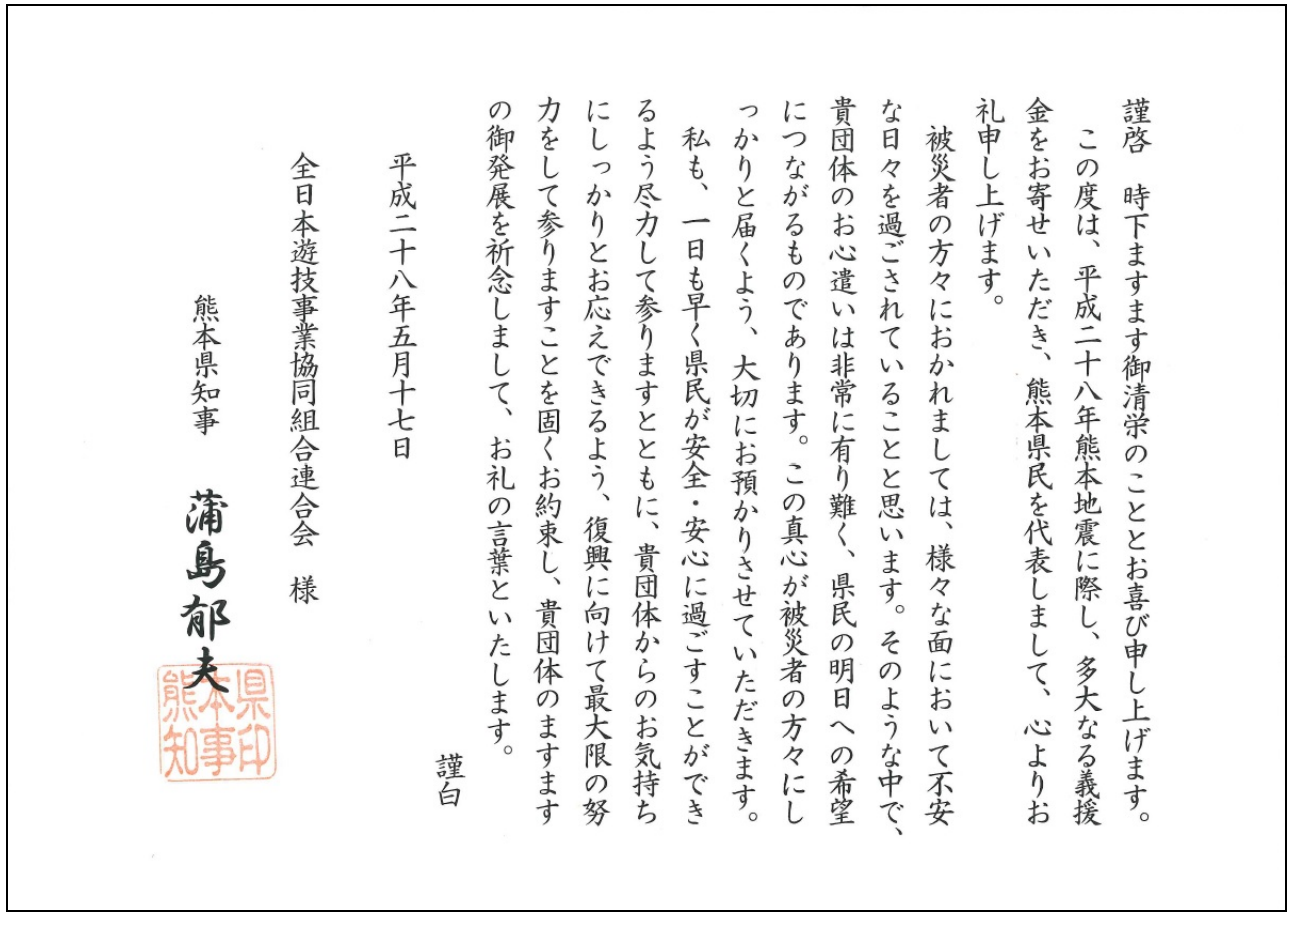 謹啓　時下ますます御清栄のこととお喜び申し上げます。
この度は、平成二十八年熊本地震に際し、多大なる義援
金をお寄せいただき、熊本県民を代表しまして、心よりお
礼申し上げます。
被災者の方々におかれましては、様々な面において不安
な日々を過ごされていることと思います。そのような中で、
貴団体のお心遣いは非常に有り難く、県民の明日への希望
につながるものであります。この真心が被災者の方々にし
っかりと届くよう、大切にお預かりさせていただきます。
私も、一日も早く県民が安全・安心に過ごすことができ
るよう尽力して参りますとともに、貴団体からのお気持ち
にしっかりとお応えできるよう、復興に向けて最大限の努
力をして参りますことを固くお約束し、貴団体のますます
の御発展を祈念しまして、お礼の言葉といたします。
謹白
平成二十八年五月十七日
全日本遊技事業協同組合連合会　様
熊本県知事　蒲島郁夫
県印
本事
熊知